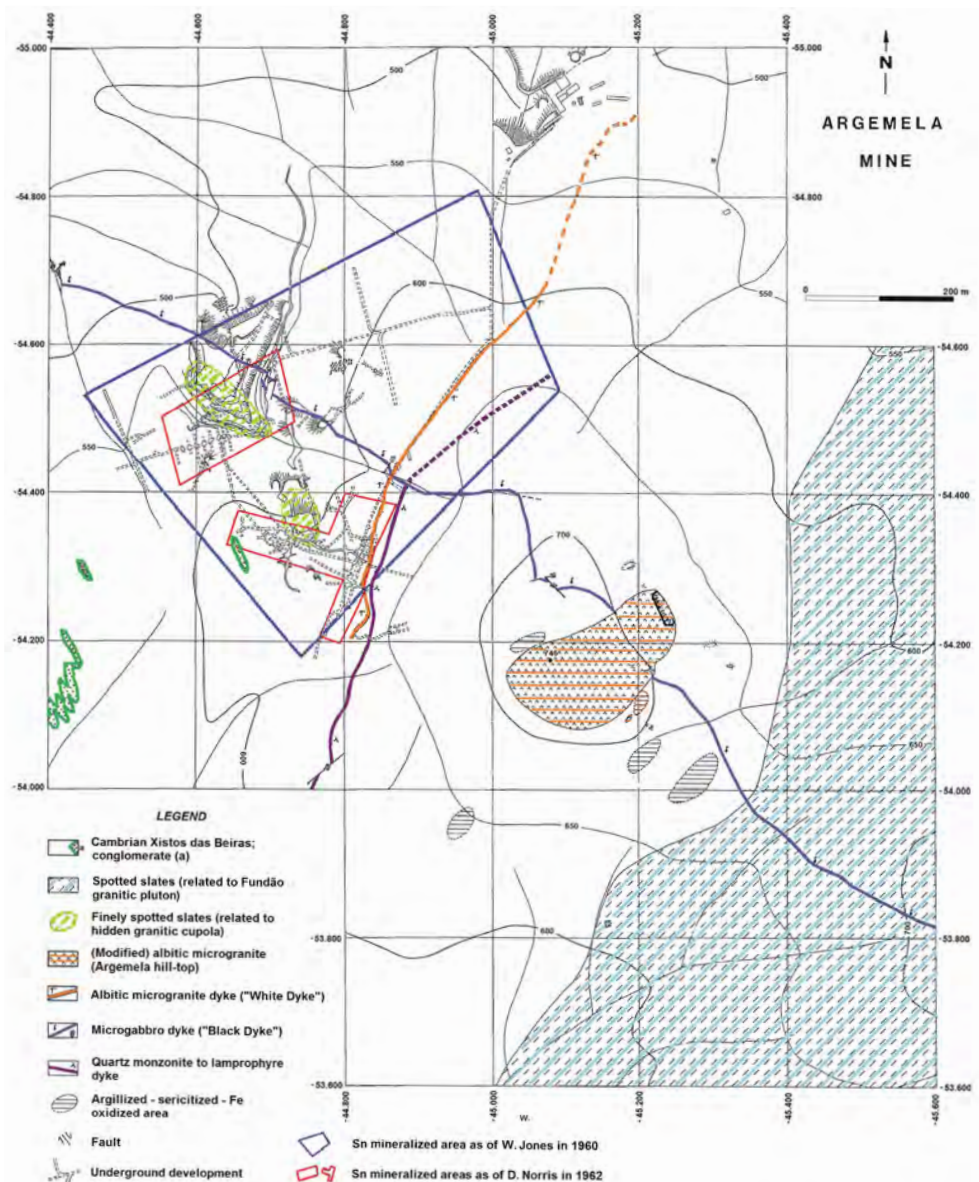 -44.400
-44.600
-44.800
-45.000
-45.200
-45.400
-55.000
-55.000
500
550
N
ARGEMELA
MINE
-54.800
-54.800
550
500
600
0 200 m
-54.600
-54.600
550
550
-54.400
-54.400
700
-54.200
-54.200
740
600
600
650
-54.000
-54.000
650
LEGEND
Cambrian Xistos das Beiras;
conglomerate (a)
Spotted slates (related to Fundão
granitic pluton)
Finely spotted slates (related to
hidden granitic cupola)
(Modified) albitic microgranite
(Argemela hill-top)
Albitic microgranite dyke ("White Dyke")
Microgabbro dyke ("Black Dyke")
Quartz monzonite to lamprophyre
dyke
Argillized - sericitized - Fe
oxidized area
Fault
Underground development
600
700
-53.800
-53.800
-53.600
-53.600
-44.800
-45.000
-45.200
-45.400
-45.600
W.
Sn mineralized area as of W. Jones in 1960
Sn mineralized areas as of D. Norris in 1962